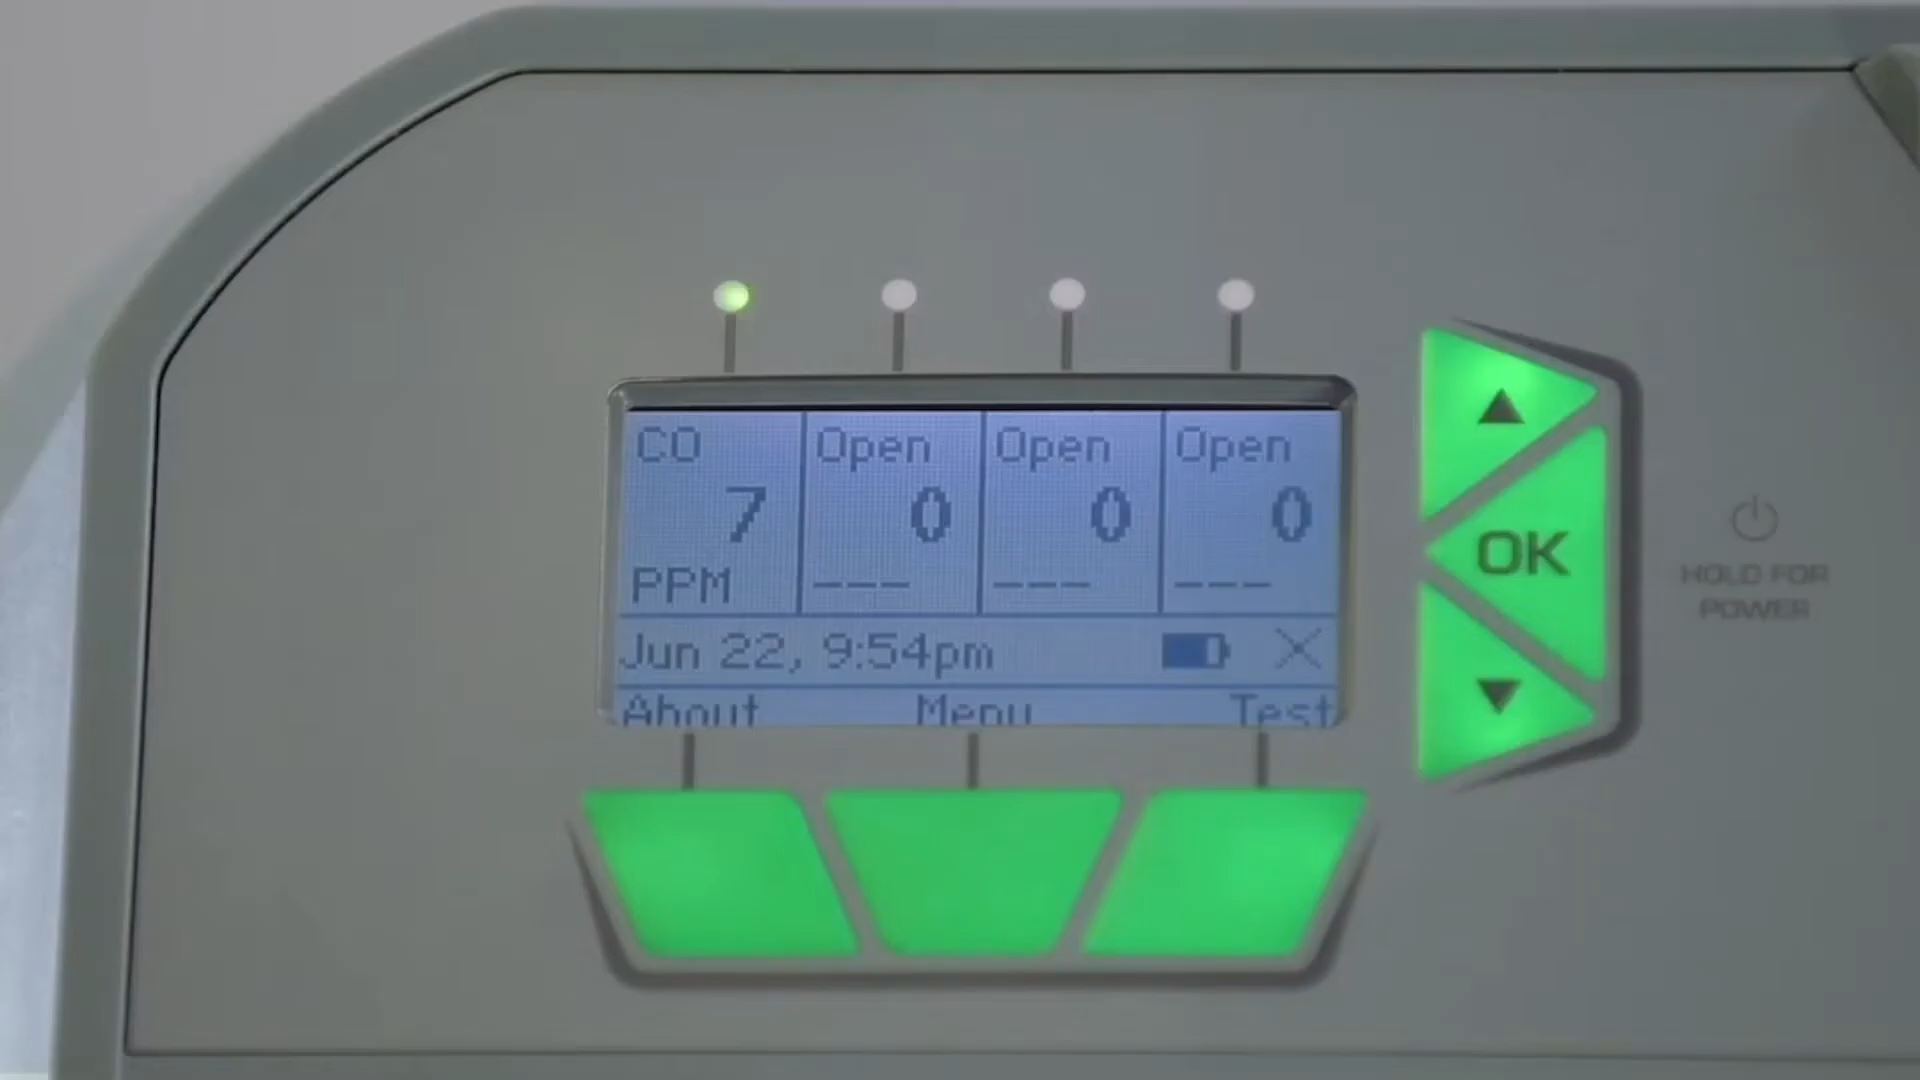 CO Open Open Open
7 0 0 0
PPM --- --- ---
Jun 22, 9:54pm
About Menu Test
OK
HOLD FOR
POWER